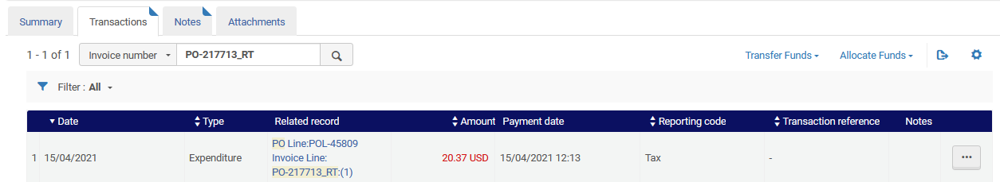 Summary Transactions Notes Attachments
1 - 1 of 1 Invoice number PO-217713_RT Transfer Funds Allocate Funds
Filter : All
Date Type Related record Amount Payment date Reporting code Transaction reference Notes
1 15/04/2021 Expenditure PO Line:POL-45809 20.37 USD 15/04/2021 12:13 Tax -
Invoice Line:
PO-217713_RT:(1)